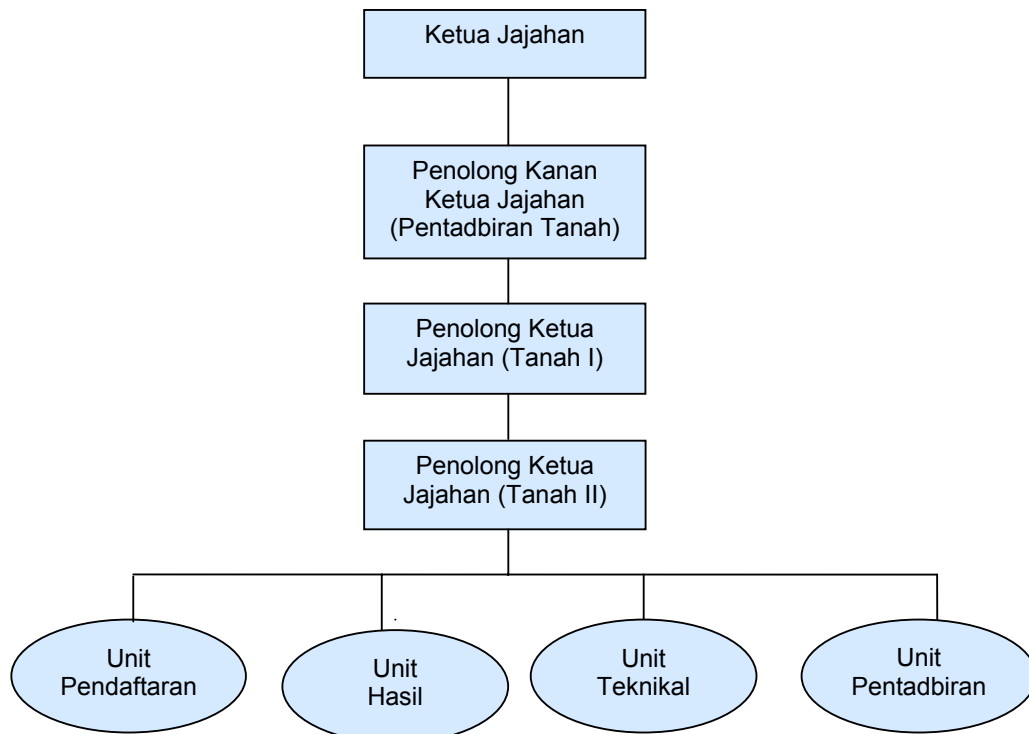 Ketua Jajahan
Penolong Kanan
Ketua Jajahan
(Pentadbiran Tanah)
Penolong Ketua
Jajahan (Tanah I)
Penolong Ketua
Jajahan (Tanah II)
Unit
Pendaftaran
Unit
Hasil
Unit
Teknikal
Unit
Pentadbiran